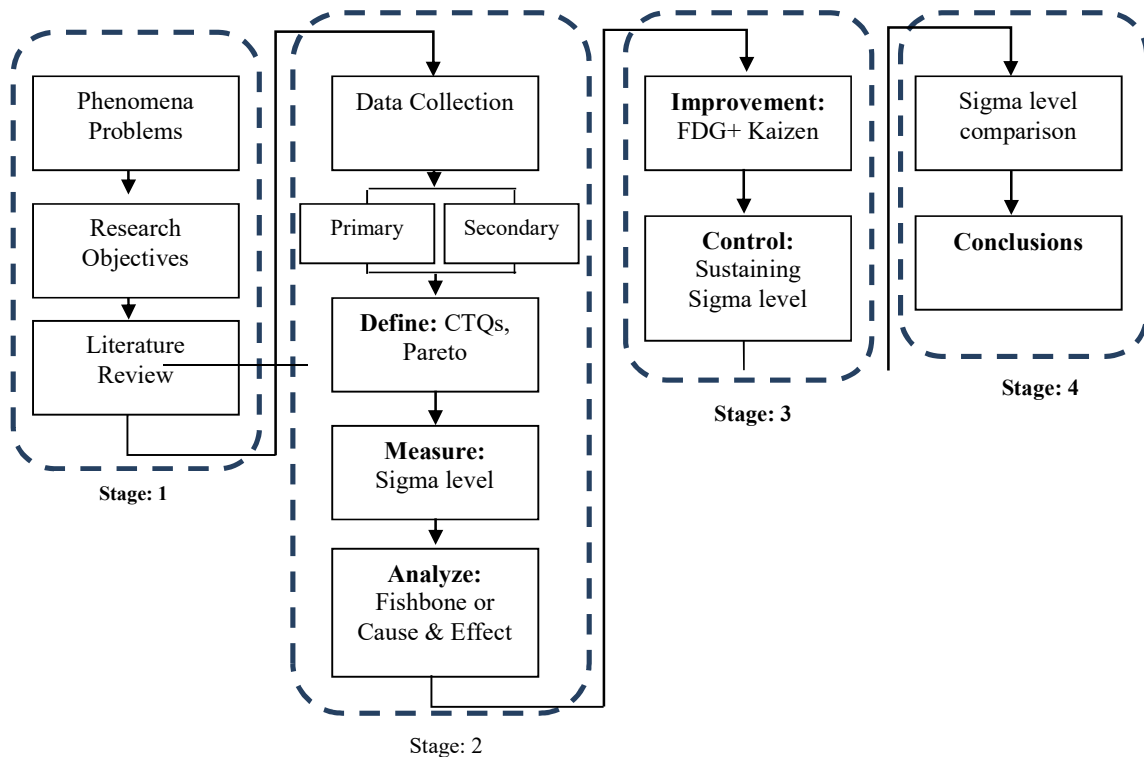 Phenomena
Problems
Research
Objectives
Literature
Review
Stage: 1
Data Collection
Primary
Secondary
Define: CTQs,
Pareto
Measure:
Sigma level
Analyze:
Fishbone or
Cause & Effect
Stage: 2
Improvement:
FDG+ Kaizen
Control:
Sustaining
Sigma level
Stage: 3
Sigma level
comparison
Conclusions
Stage: 4